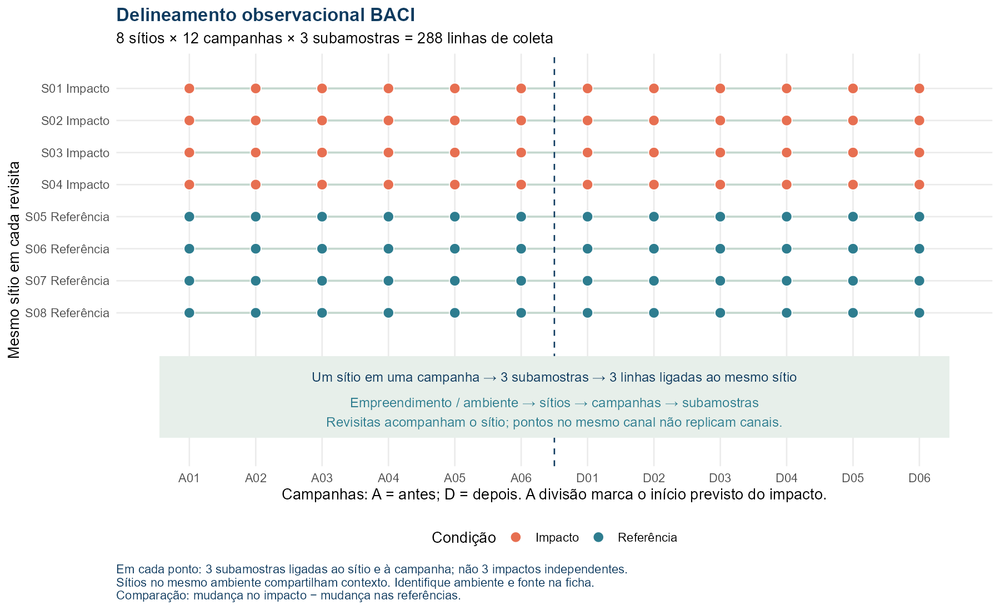 Delineamento observacional BACI
8 sítios × 12 campanhas × 3 subamostras = 288 linhas de coleta
Mesmo sítio em cada revisita
S01 Impacto
S02 Impacto
S03 Impacto
S04 Impacto
S05 Referência
S06 Referência
S07 Referência
S08 Referência
Um sítio em uma campanha → 3 subamostras → 3 linhas ligadas ao mesmo sítio
Empreendimento / ambiente → sítios → campanhas → subamostras
Revisitas acompanham o sítio; pontos no mesmo canal não replicam canais.
A01 A02 A03 A04 A05 A06 D01 D02 D03 D04 D05 D06
Campanhas: A = antes; D = depois. A divisão marca o início previsto do impacto.
Condição Impacto Referência
Em cada ponto: 3 subamostras ligadas ao sítio e à campanha; não 3 impactos independentes.
Sítios no mesmo ambiente compartilham contexto. Identifique ambiente e fonte na ficha.
Comparação: mudança no impacto − mudança nas referências.